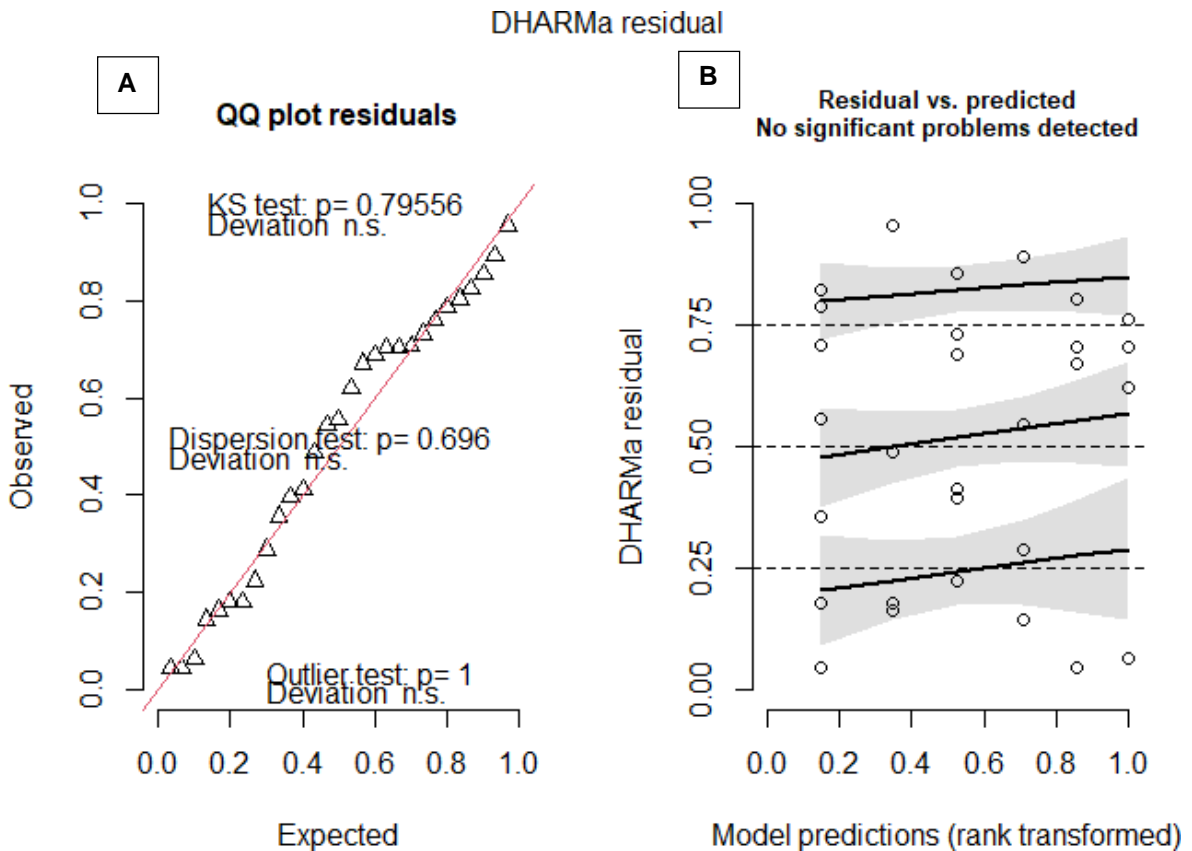 DHARMa residual
A
QQ plot residuals
KS test: p= 0.79556
Deviation n.s.
Dispersion test: p= 0.696
Deviation n.s.
Outlier test: p= 1
Deviation n.s.
Observed
0.0 0.2 0.4 0.6 0.8 1.0
0.0 0.2 0.4 0.6 0.8 1.0
Expected
B
Residual vs. predicted
No significant problems detected
DHARMa residual
0.00 0.25 0.50 0.75 1.00
0.0 0.2 0.4 0.6 0.8 1.0
Model predictions (rank transformed)